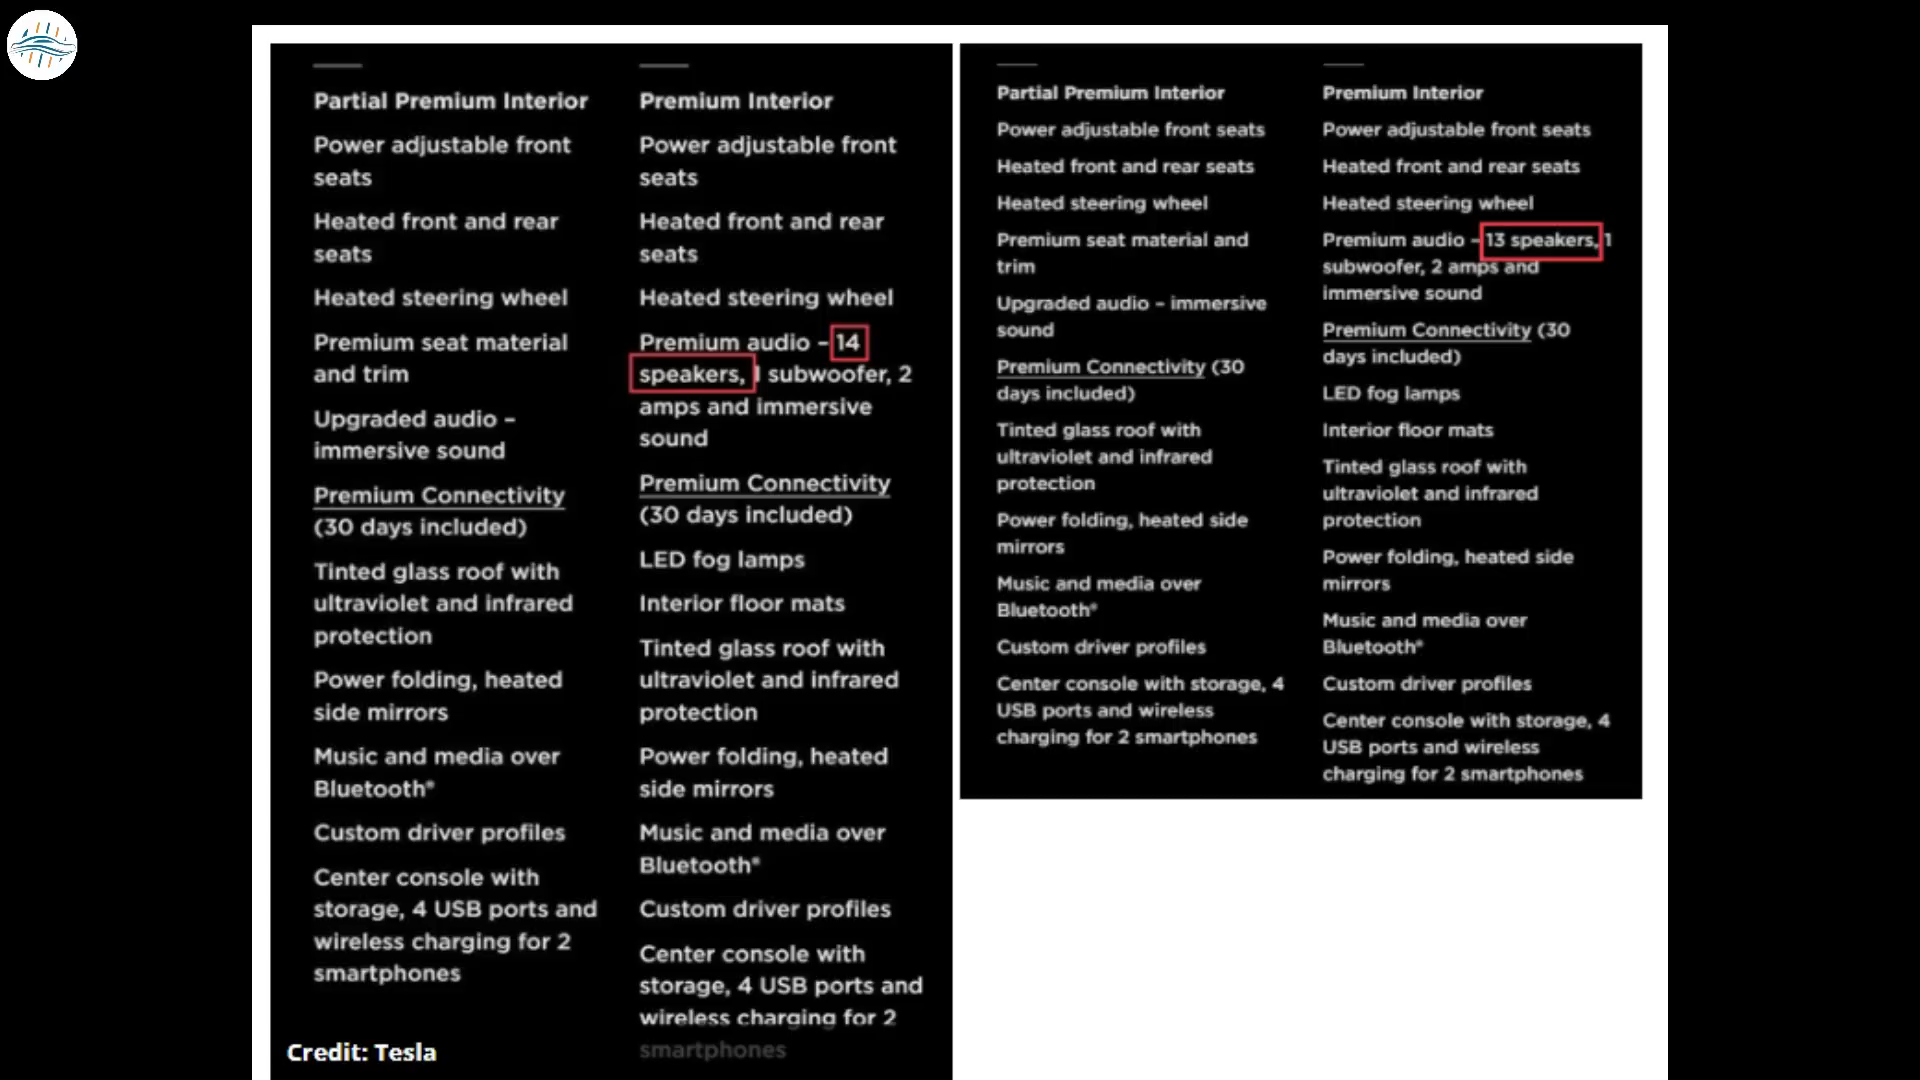 Partial Premium Interior
Power adjustable front
seats
Heated front and rear
seats
Heated steering wheel
Premium seat material
and trim
Upgraded audio –
immersive sound
Premium Connectivity
(30 days included)
Tinted glass roof with
ultraviolet and infrared
protection
Power folding, heated
side mirrors
Music and media over
Bluetooth®
Custom driver profiles
Center console with
storage, 4 USB ports and
wireless charging for 2
smartphones
Premium Interior
Power adjustable front
seats
Heated front and rear
seats
Heated steering wheel
Premium audio – 14
speakers, 1 subwoofer, 2
amps and immersive
sound
Premium Connectivity
(30 days included)
LED fog lamps
Interior floor mats
Tinted glass roof with
ultraviolet and infrared
protection
Power folding, heated
side mirrors
Music and media over
Bluetooth®
Custom driver profiles
Center console with
storage, 4 USB ports and
wireless charging for 2
smartphones
Credit: Tesla
Partial Premium Interior
Power adjustable front seats
Heated front and rear seats
Heated steering wheel
Premium seat material and
trim
Upgraded audio – immersive
sound
Premium Connectivity (30
days included)
Tinted glass roof with
ultraviolet and infrared
protection
Power folding, heated side
mirrors
Music and media over
Bluetooth®
Custom driver profiles
Center console with storage, 4
USB ports and wireless
charging for 2 smartphones
Premium Interior
Power adjustable front seats
Heated front and rear seats
Heated steering wheel
Premium audio – 13 speakers, 1
subwoofer, 2 amps and
immersive sound
Premium Connectivity (30
days included)
LED fog lamps
Interior floor mats
Tinted glass roof with
ultraviolet and infrared
protection
Power folding, heated side
mirrors
Music and media over
Bluetooth®
Custom driver profiles
Center console with storage, 4
USB ports and wireless
charging for 2 smartphones